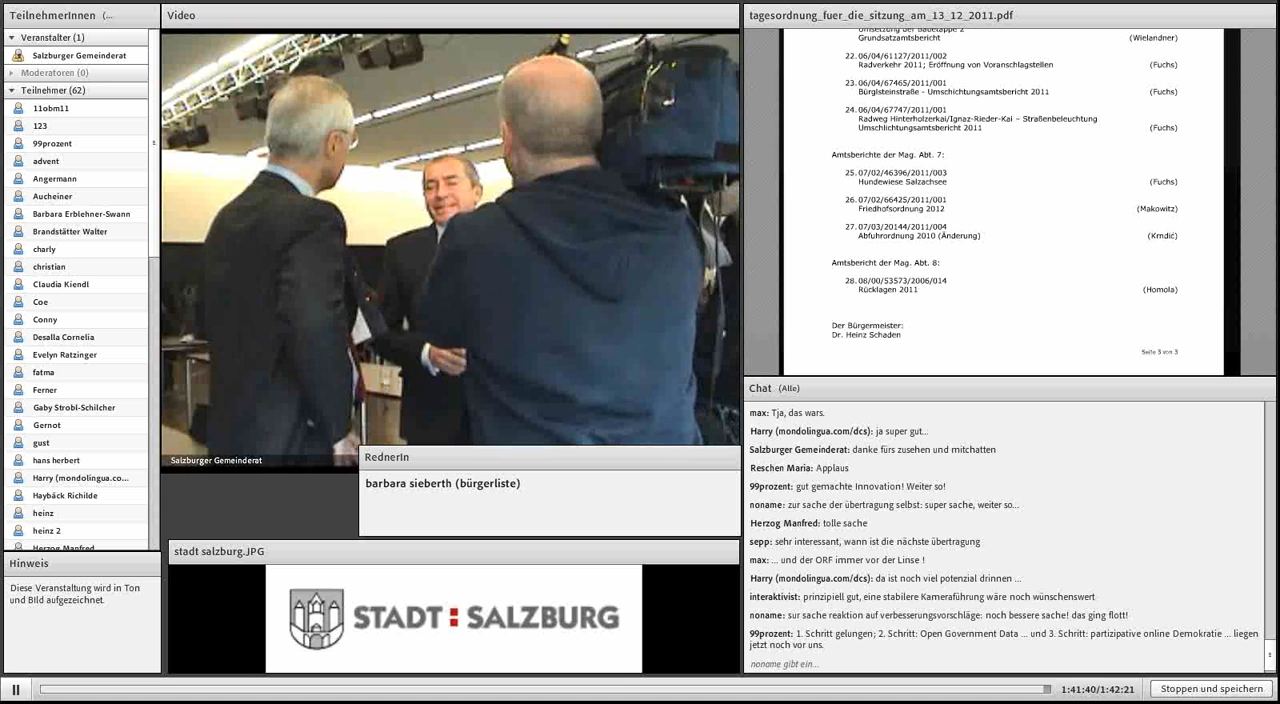 TeilnehmerInnen (...
Veranstalter (1)
Salzburger Gemeinderat
Moderatoren (0)
Teilnehmer (62)
11obm11
123
99prozent
advent
Angermann
Aucheiner
Barbara Erblehner-Swann
Brandstätter Walter
charly
christian
Claudia Kiendl
Coe
Conny
Desalla Cornelia
Evelyn Ratzinger
fatma
Ferner
Gaby Strobl-Schilcher
Gernot
gust
hans herbert
Harry (mondolingua.co...
Haybäck Richilde
heinz
heinz 2
Herzog Manfred
Hinweis
Diese Veranstaltung wird in Ton
und BIld aufgezeichnet.
Video
Salzburger Gemeinderat
RednerIn
barbara sieberth (bürgerliste)
stadt salzburg.JPG
STADT : SALZBURG
tagesordnung_fuer_die_sitzung_am_13_12_2011.pdf
Umsetzung der Bauetappe 2
Grundsatzamtsbericht (Wielandner)
22. 06/04/61127/2011/002
Radverkehr 2011; Eröffnung von Voranschlagstellen (Fuchs)
23. 06/04/67465/2011/001
Bürglsteinstraße - Umschichtungsamtsbericht 2011 (Fuchs)
24. 06/04/67747/2011/001
Radweg Hinterholzerkai/Ignaz-Rieder-Kai – Straßenbeleuchtung
Umschlichtungsamtsbericht 2011 (Fuchs)
Amtsberichte der Mag. Abt. 7:
25. 07/02/46396/2011/003
Hundewiese Salzachsee (Fuchs)
26. 07/02/66425/2011/001
Friedhofsordnung 2012 (Makowitz)
27. 07/03/20144/2011/004
Abfuhrordnung 2010 (Änderung) (Krndić)
Amtsbericht der Mag. Abt. 8:
28. 08/00/53573/2006/014
Rücklagen 2011 (Homola)
Der Bürgermeister:
Dr. Heinz Schaden
Seite 3 von 3
Chat (Alle)
max: Tja, das wars.
Harry (mondolingua.com/dcs): ja super gut...
Salzburger Gemeinderat: danke fürs zusehen und mitchatten
Reschen Maria: Applaus
99prozent: gut gemachte Innovation! Weiter so!
noname: zur sache der übertragung selbst: super sache, weiter so...
Herzog Manfred: tolle sache
sepp: sehr interessant, wann ist die nächste übertragung
max: ... und der ORF immer vor der Linse !
Harry (mondolingua.com/dcs): da ist noch viel potenzial drinnen ...
interaktivist: prinzipiell gut, eine stabilere Kameraführung wäre noch wünschenswert
noname: sur sache reaktion auf verbesserungsvorschläge: noch bessere sache! das ging flott!
99prozent: 1. Schritt gelungen; 2. Schritt: Open Government Data ... und 3. Schritt: partizipative online Demokratie ... liegen
jetzt noch vor uns.
noname gibt ein...
1:41:40/1:42:21
Stoppen und speichern